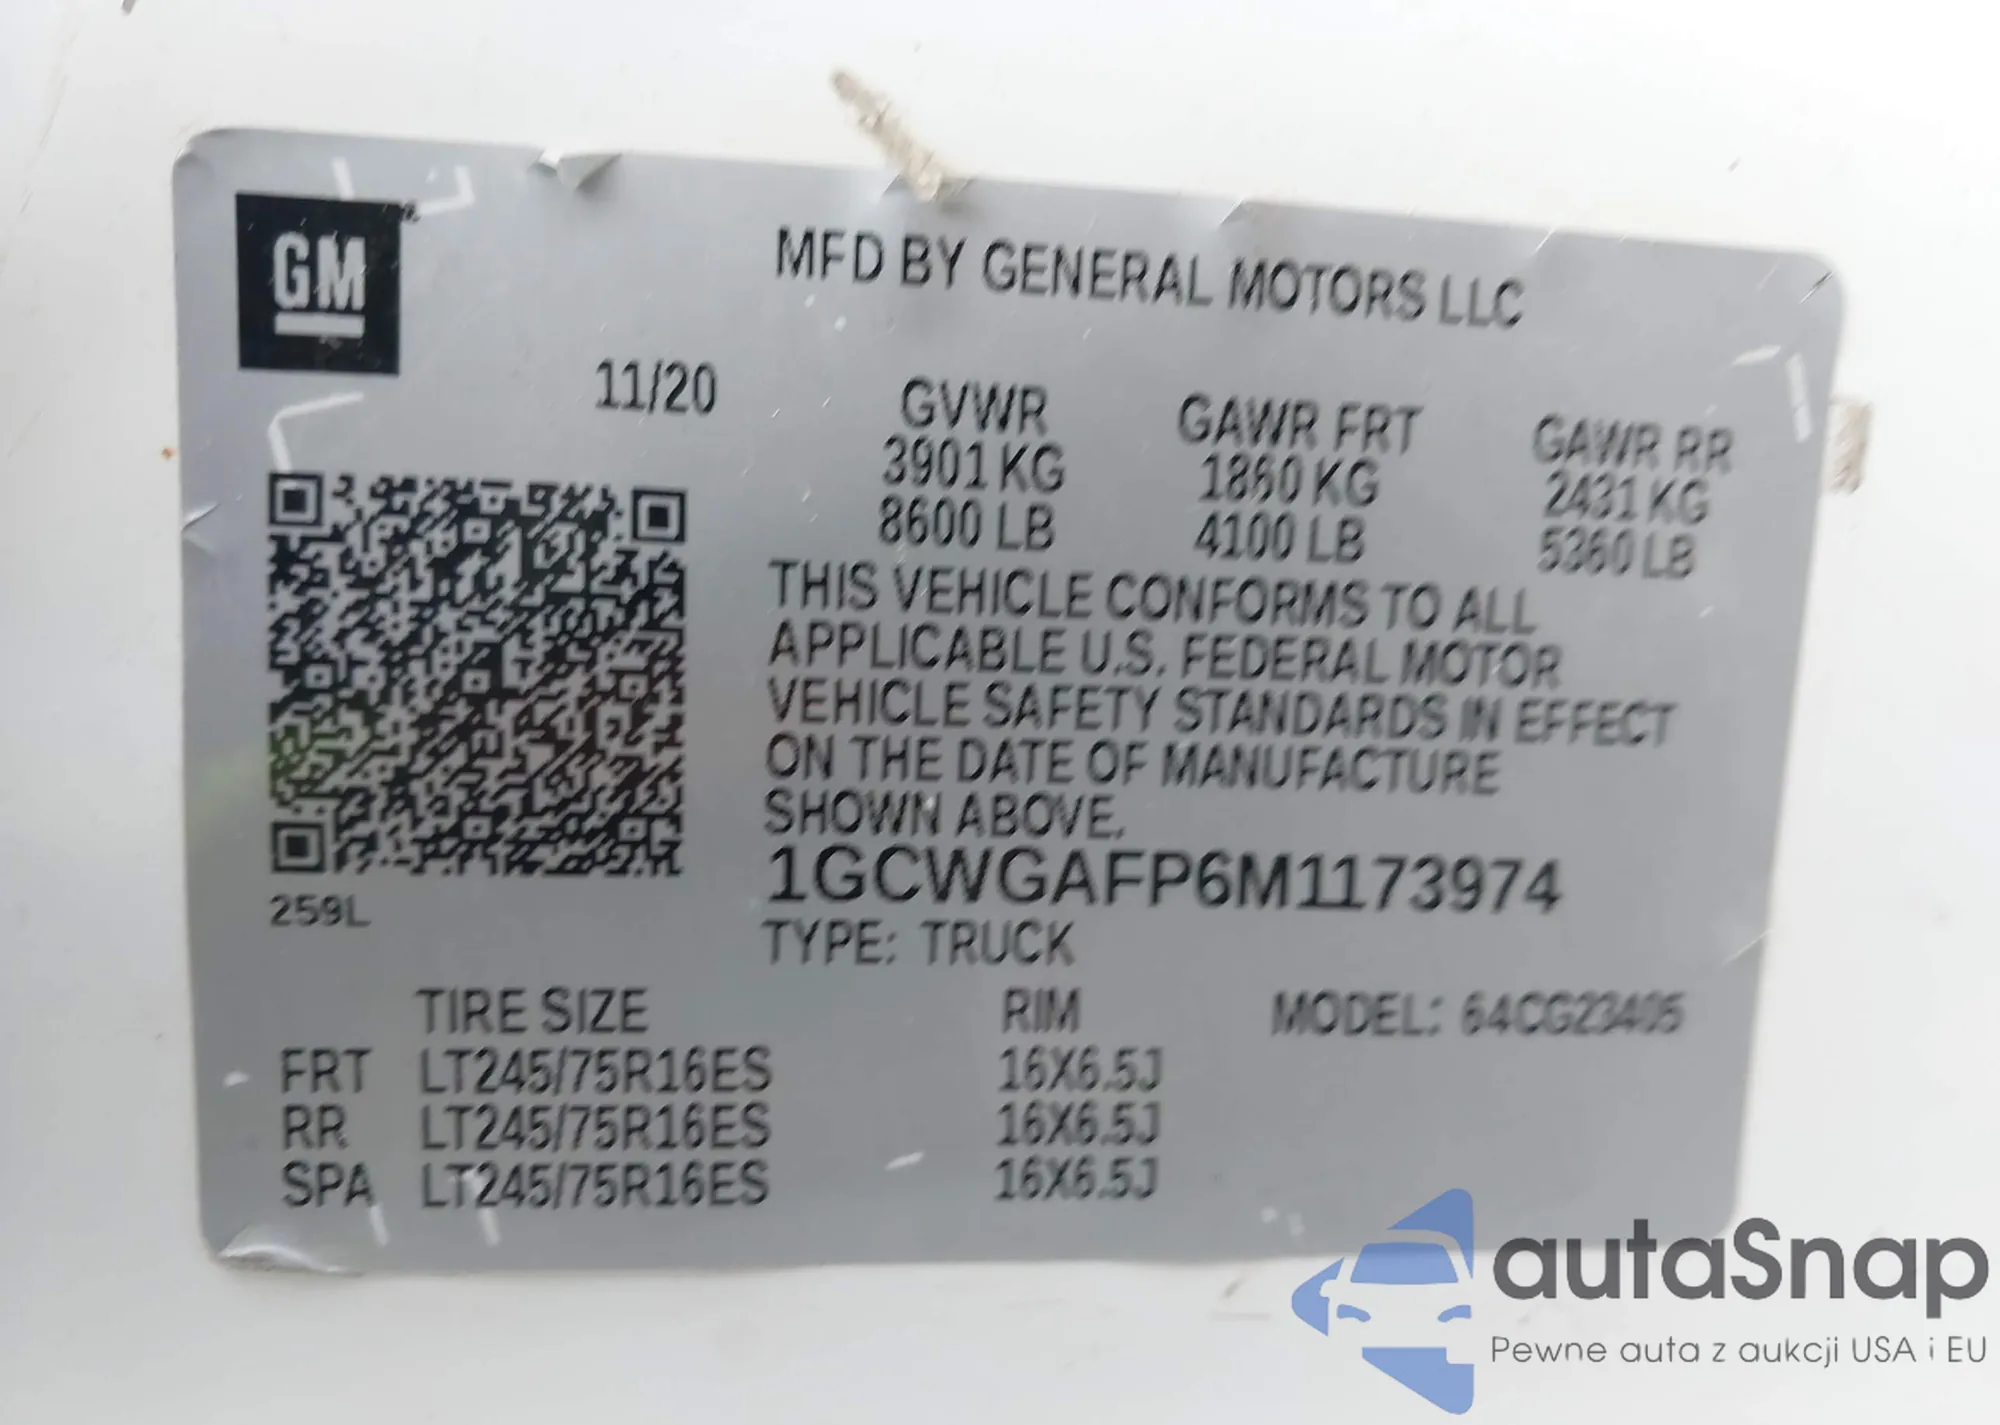 GM
MFD BY GENERAL MOTORS LLC
11/20
GVWR GAWR FRT GAWR RR
3901 KG 1860 KG 2431 KG
8600 LB 4100 LB 5360 LB
THIS VEHICLE CONFORMS TO ALL
APPLICABLE U.S. FEDERAL MOTOR
VEHICLE SAFETY STANDARDS IN EFFECT
ON THE DATE OF MANUFACTURE
SHOWN ABOVE.
1GCWGAFP6M1173974
259L
TYPE: TRUCK
TIRE SIZE RIM MODEL: 64CG23405
FRT LT245/75R16ES 16X6.5J
RR LT245/75R16ES 16X6.5J
SPA LT245/75R16ES 16X6.5J
autaSnap
Pewne auta z aukcji USA i EU